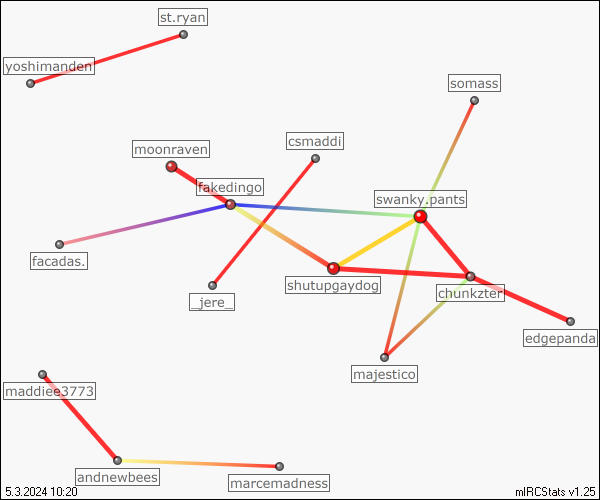 st.ryan
yoshimanden
somass
csmaddi
moonraven
fakedingo
swanky.pants
facadas.
shutupgaydog
chunkzter
_jere_
edgepanda
majestico
maddiee3773
andnewbees
marcemadness
5.3.2024 10:20
mIRCStats v1.25